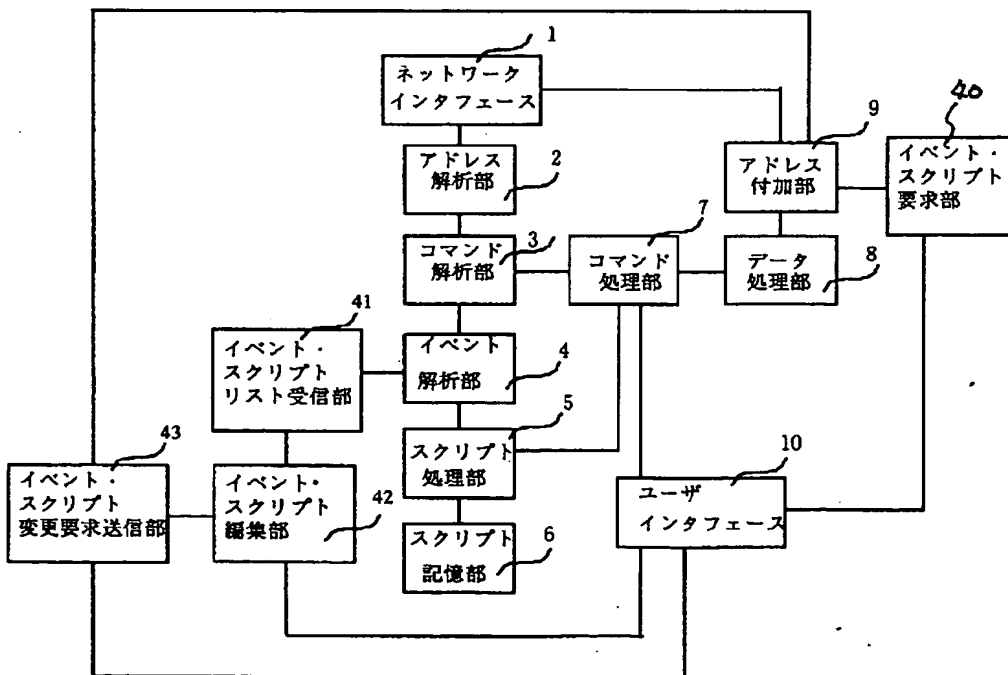 1
ネットワーク
インタフェース
アドレス
解析部
2
コマンド
解析部
3
イベント
解析部
4
スクリプト
処理部
5
スクリプト
記憶部
6
コマンド
処理部
7
データ
処理部
8
アドレス
付加部
9
イベント・
スクリプト
要求部
40
イベント・
スクリプト
リスト受信部
41
イベント・
スクリプト
編集部
42
イベント・
スクリプト
変更要求送信部
43
ユーザ
インタフェース
10